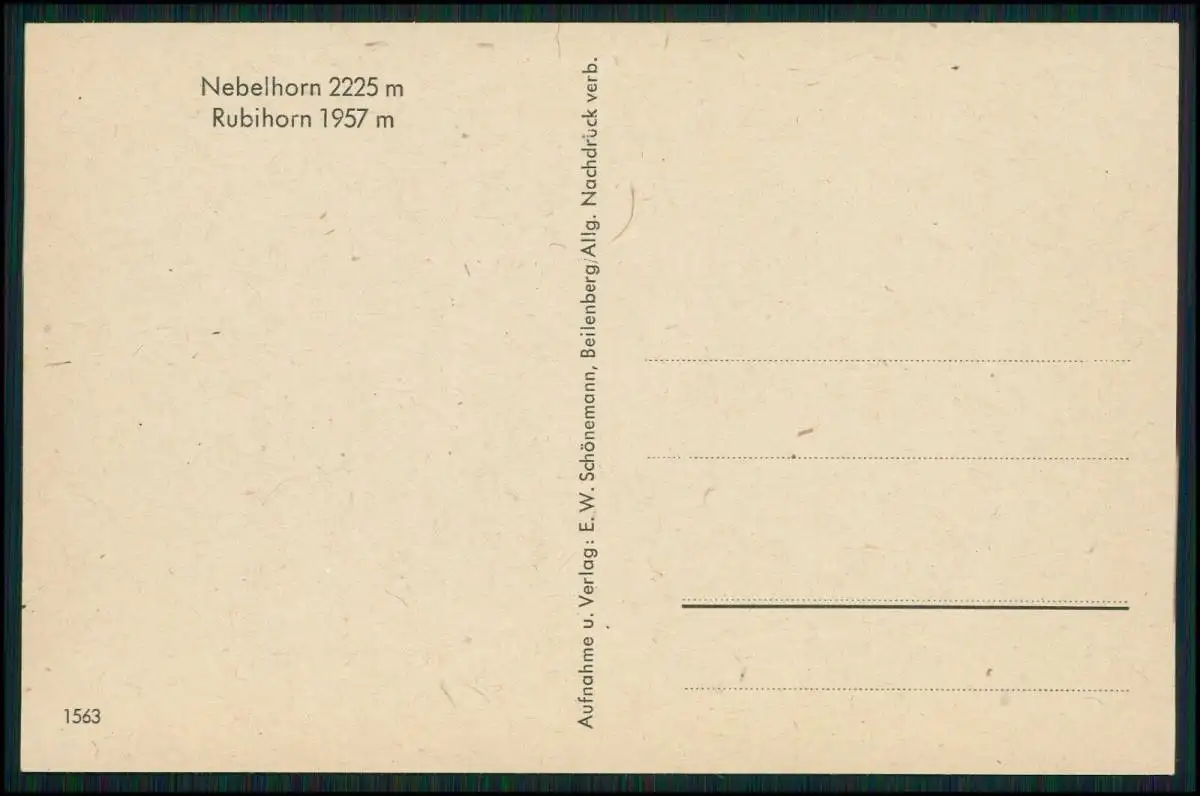 Nebelhorn 2225 m
Rubihorn 1957 m
Aufnahme u. Verlag: E. W. Schönemann, Beilenberg/Allg. Nachdruck verb.
1563